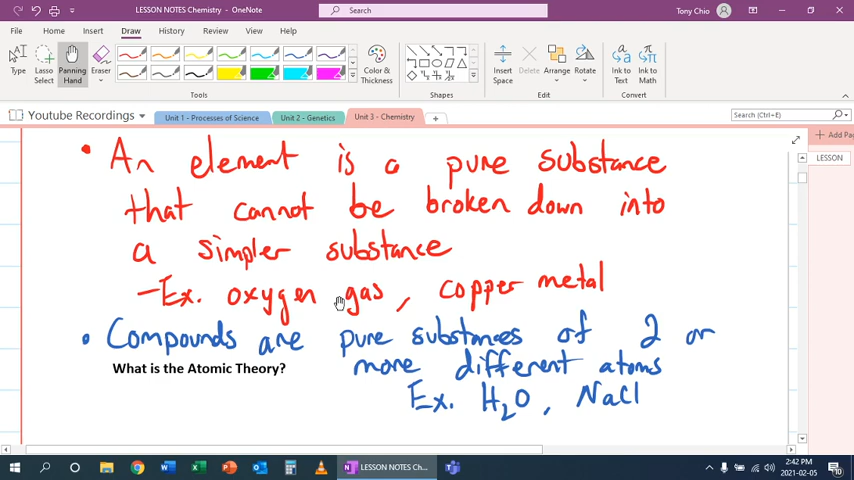 LESSON NOTES Chemistry - OneNote
Search
Tony Chio
File Home Insert Draw History Review View Help
Type
Lasso Select
Panning Hand
Eraser
Color & Thickness
Insert Space
Delete
Arrange
Rotate
Ink to Text
Ink to Math
Tools
Shapes
Edit
Convert
Youtube Recordings
Unit 1 - Processes of Science
Unit 2 - Genetics
Unit 3 - Chemistry
Search (Ctrl+E)
Add Pag
LESSON
• An element is a pure substance
that cannot be broken down into
a simpler substance
- Ex. oxygen gas, copper metal
• Compounds are pure substances of 2 or
more different atoms
What is the Atomic Theory?
Ex. H₂O, NaCl
LESSON NOTES Che...
2:42 PM
2021-02-05
10